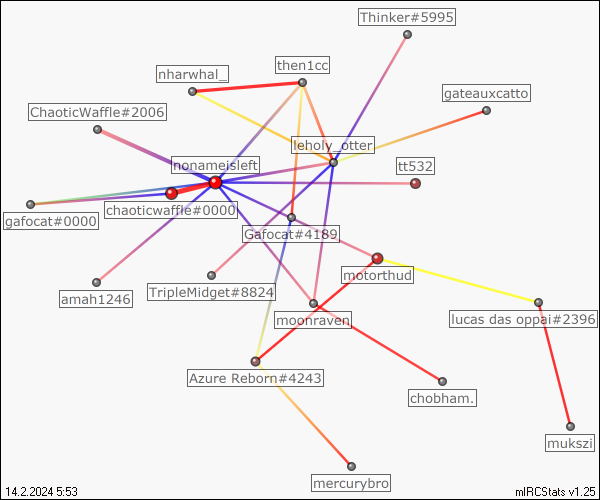 Thinker#5995
then1cc
nharwhal_
gateauxcatto
ChaoticWaffle#2006
leholy_otter
nonameisleft
tt532
chaoticwaffle#0000
gafocat#0000
Gafocat#4189
motorthud
TripleMidget#8824
amah1246
moonraven
lucas das oppai#2396
Azure Reborn#4243
chobham.
mukszi
mercurybro
14.2.2024 5:53
mIRCStats v1.25